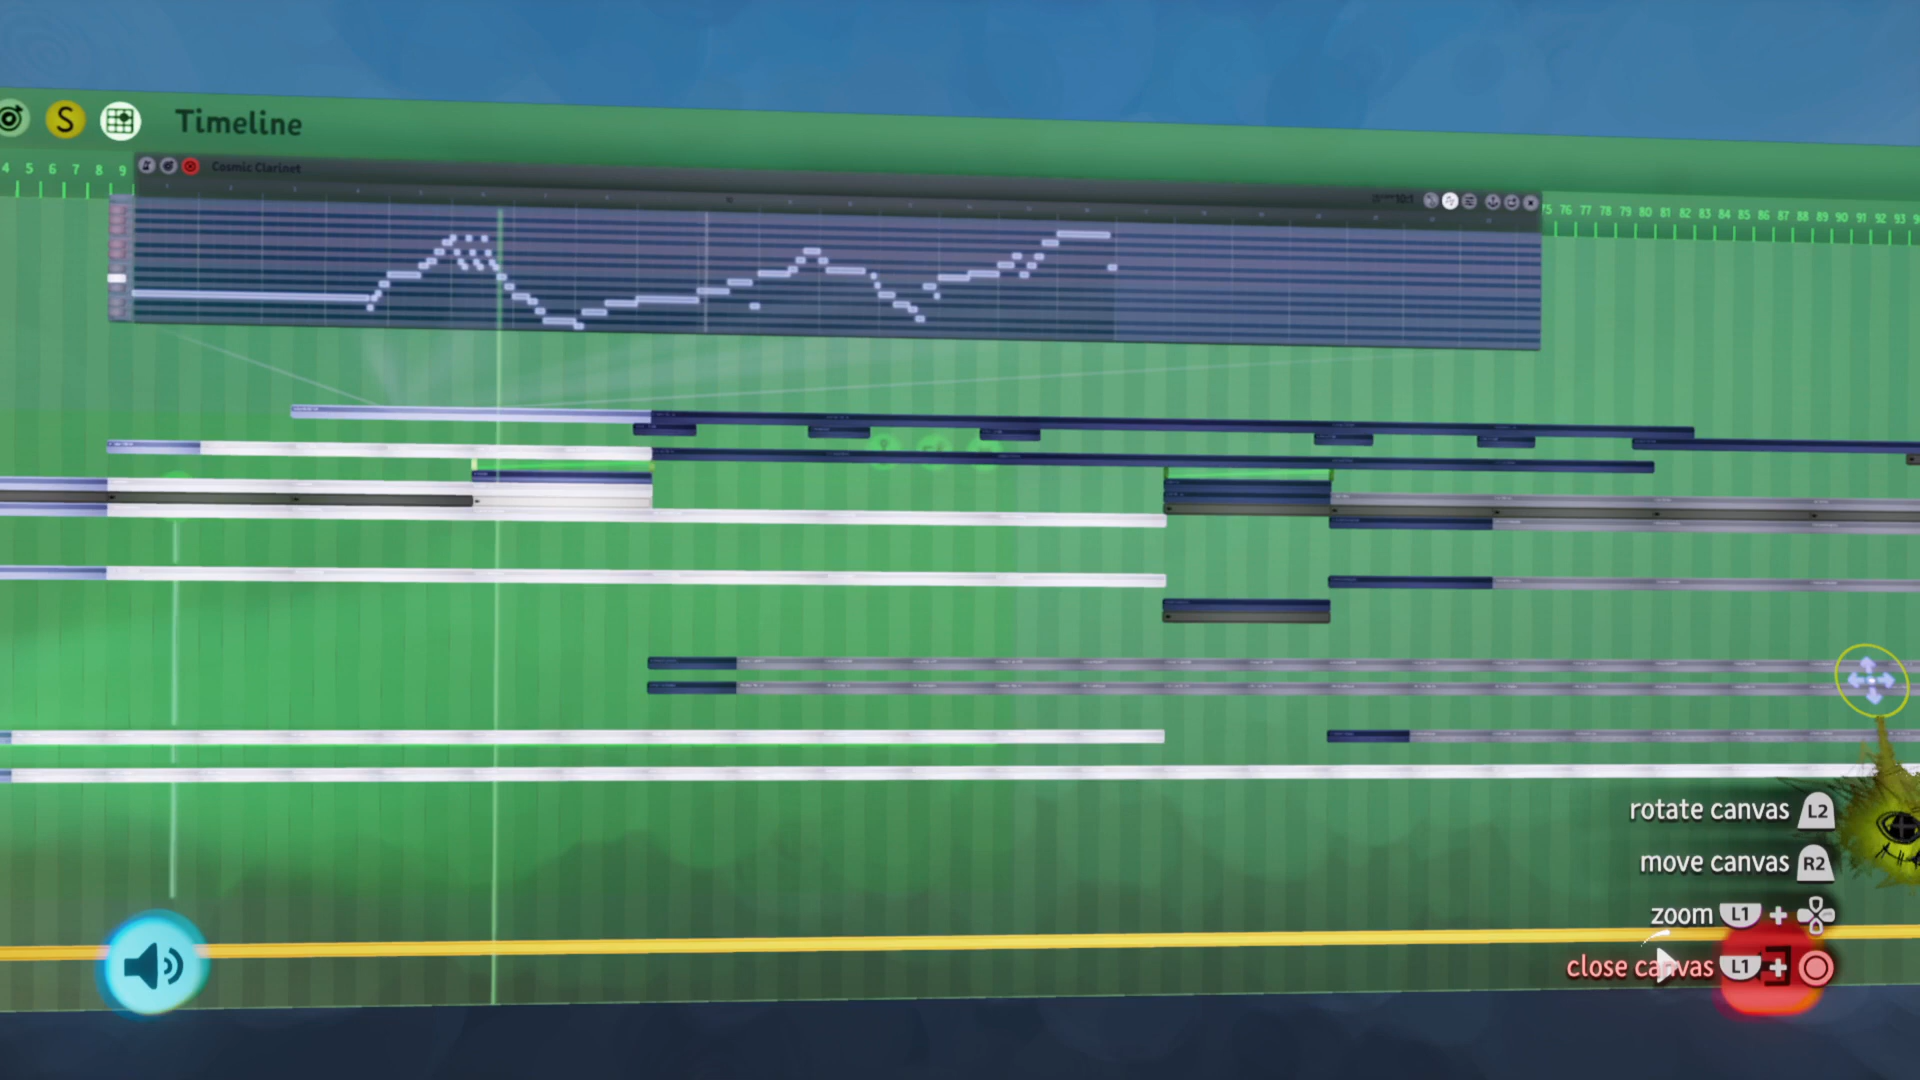 S Timeline
4 5 6 7 8 9
Cosmic Clarinet
75 76 77 78 79 80 81 82 83 84 85 86 87 88 89 90 91 92 93
rotate canvas L2
move canvas R2
zoom L1 +
close canvas L1 +